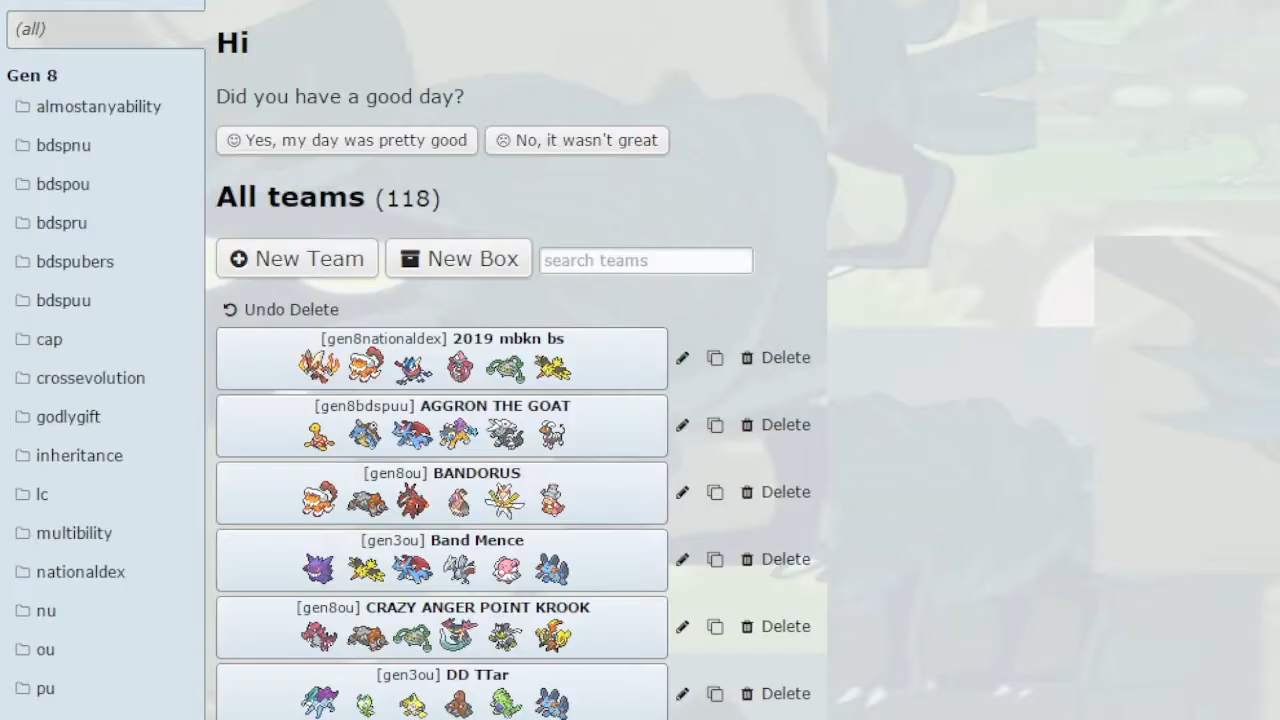 (all)
Gen 8
almostanyability
bdspnu
bdspou
bdspru
bdspubers
bdspuu
cap
crossevolution
godlygift
inheritance
lc
multibility
nationaldex
nu
ou
pu
Hi
Did you have a good day?
Yes, my day was pretty good
No, it wasn't great
All teams (118)
New Team
New Box
search teams
Undo Delete
[gen8nationaldex] 2019 mbkn bs
Delete
[gen8bdspuu] AGGRON THE GOAT
Delete
[gen8ou] BANDORUS
Delete
[gen3ou] Band Mence
Delete
[gen8ou] CRAZY ANGER POINT KROOK
Delete
[gen3ou] DD TTar
Delete